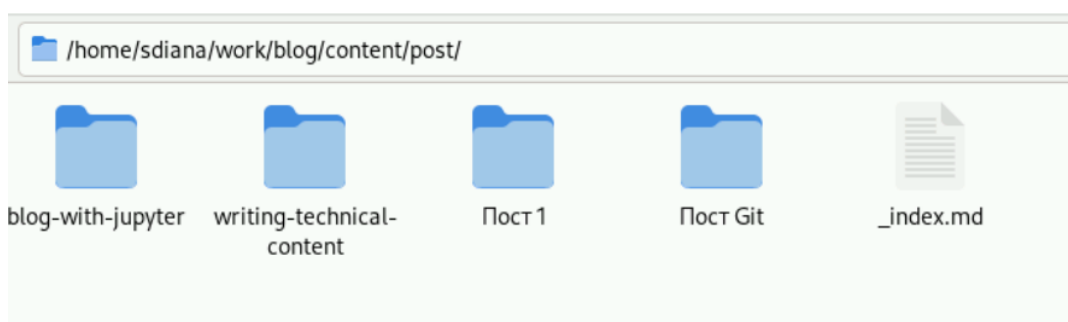 /home/sdiana/work/blog/content/post/
blog-with-jupyter
writing-technical-
content
Пост 1
Пост Git
_index.md